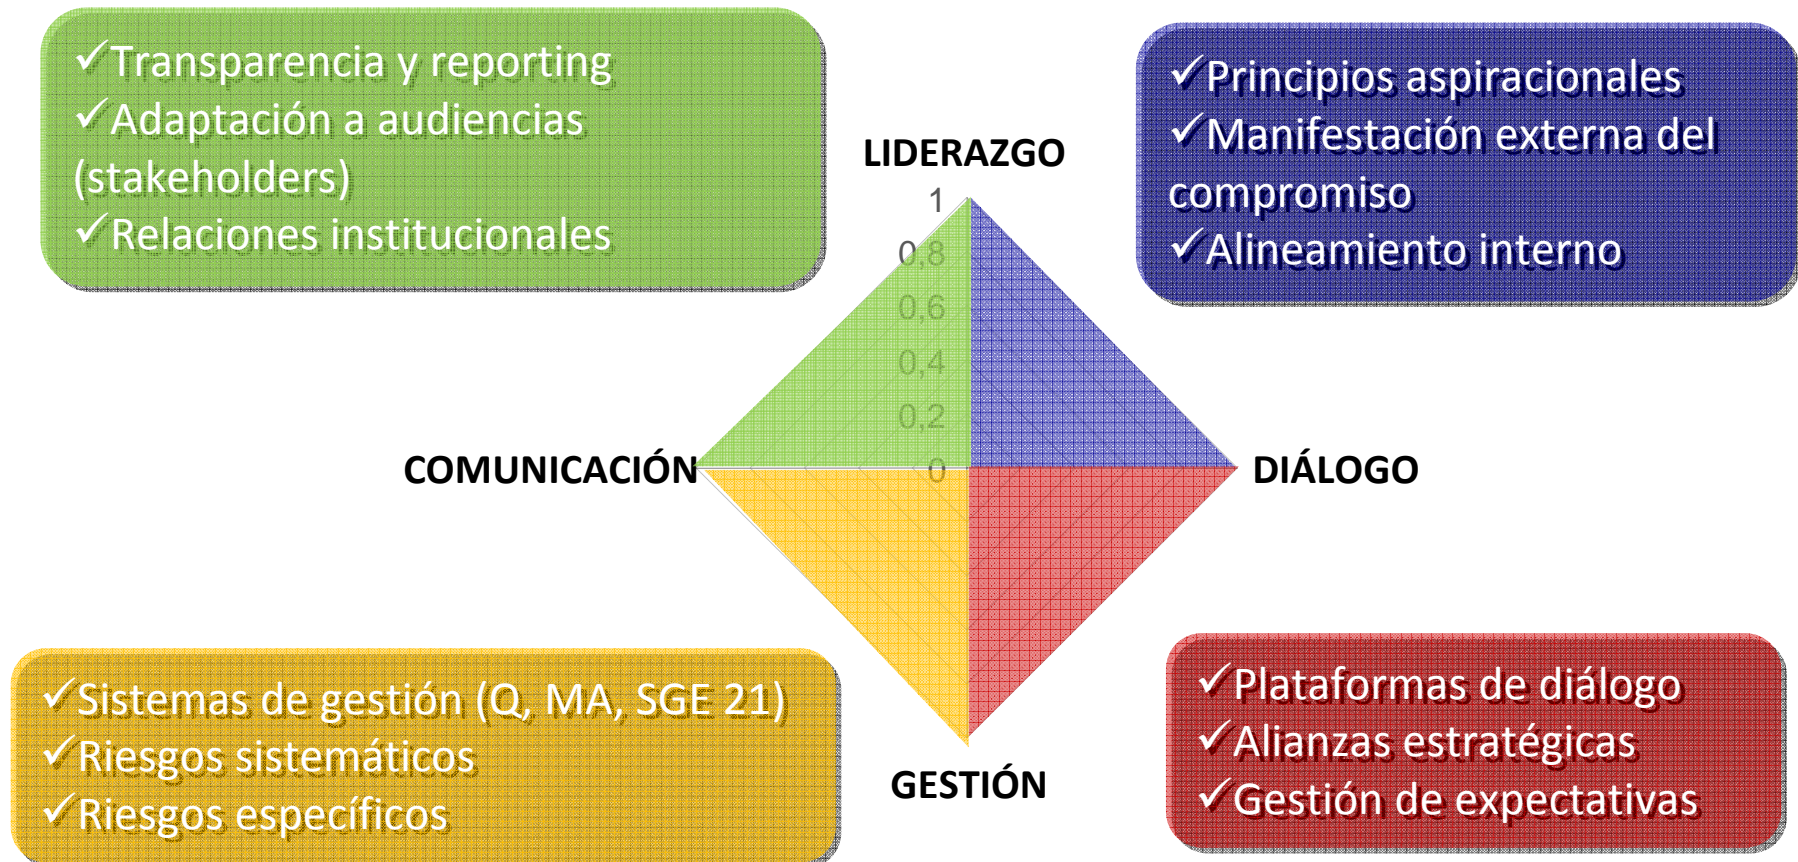 ✓Transparencia y reporting
✓Adaptación a audiencias
(stakeholders)
✓Relaciones institucionales
✓Principios aspiracionales
✓Manifestación externa del
compromiso
✓Alineamiento interno
LIDERAZGO
1
0,8
0,6
0,4
0,2
0
COMUNICACIÓN
DIÁLOGO
GESTIÓN
✓Sistemas de gestión (Q, MA, SGE 21)
✓Riesgos sistemáticos
✓Riesgos específicos
✓Plataformas de diálogo
✓Alianzas estratégicas
✓Gestión de expectativas